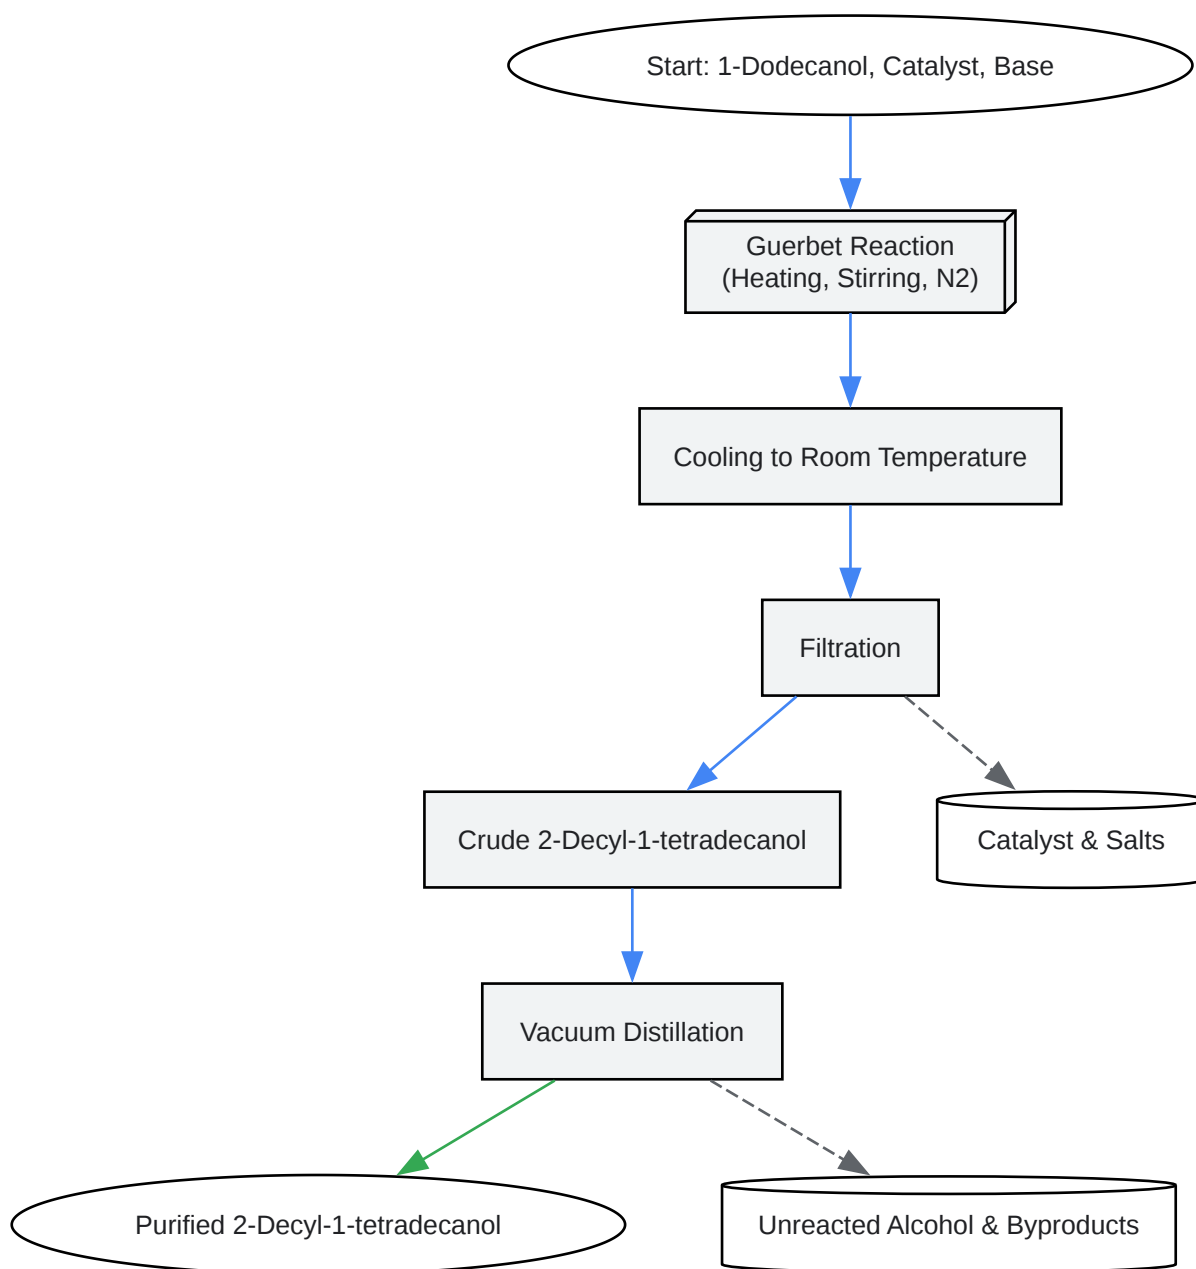 Start: 1-Dodecanol, Catalyst, Base
Guerbet Reaction
(Heating, Stirring, N2)
Cooling to Room Temperature
Filtration
Crude 2-Decyl-1-tetradecanol
Catalyst & Salts
Vacuum Distillation
Purified 2-Decyl-1-tetradecanol
Unreacted Alcohol & Byproducts